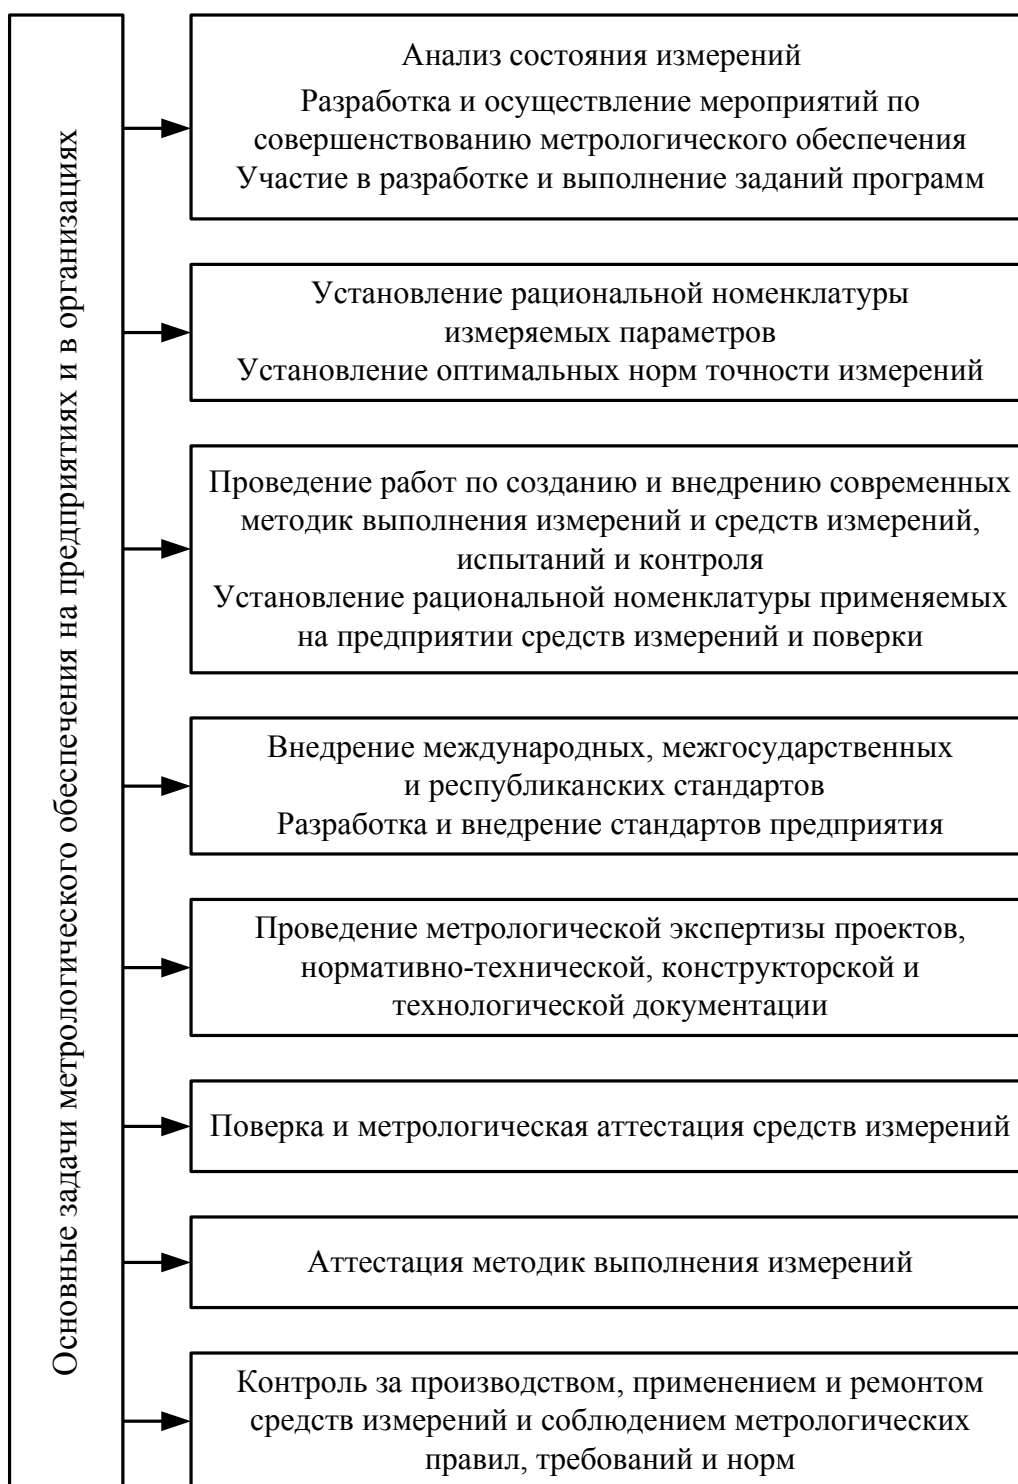 Основные задачи метрологического обеспечения на предприятиях и в организациях
Анализ состояния измерений
Разработка и осуществление мероприятий по
совершенствованию метрологического обеспечения
Участие в разработке и выполнение заданий программ
Установление рациональной номенклатуры
измеряемых параметров
Установление оптимальных норм точности измерений
Проведение работ по созданию и внедрению современных
методик выполнения измерений и средств измерений,
испытаний и контроля
Установление рациональной номенклатуры применяемых
на предприятии средств измерений и поверки
Внедрение международных, межгосударственных
и республиканских стандартов
Разработка и внедрение стандартов предприятия
Проведение метрологической экспертизы проектов,
нормативно-технической, конструкторской и
технологической документации
Поверка и метрологическая аттестация средств измерений
Аттестация методик выполнения измерений
Контроль за производством, применением и ремонтом
средств измерений и соблюдением метрологических
правил, требований и норм